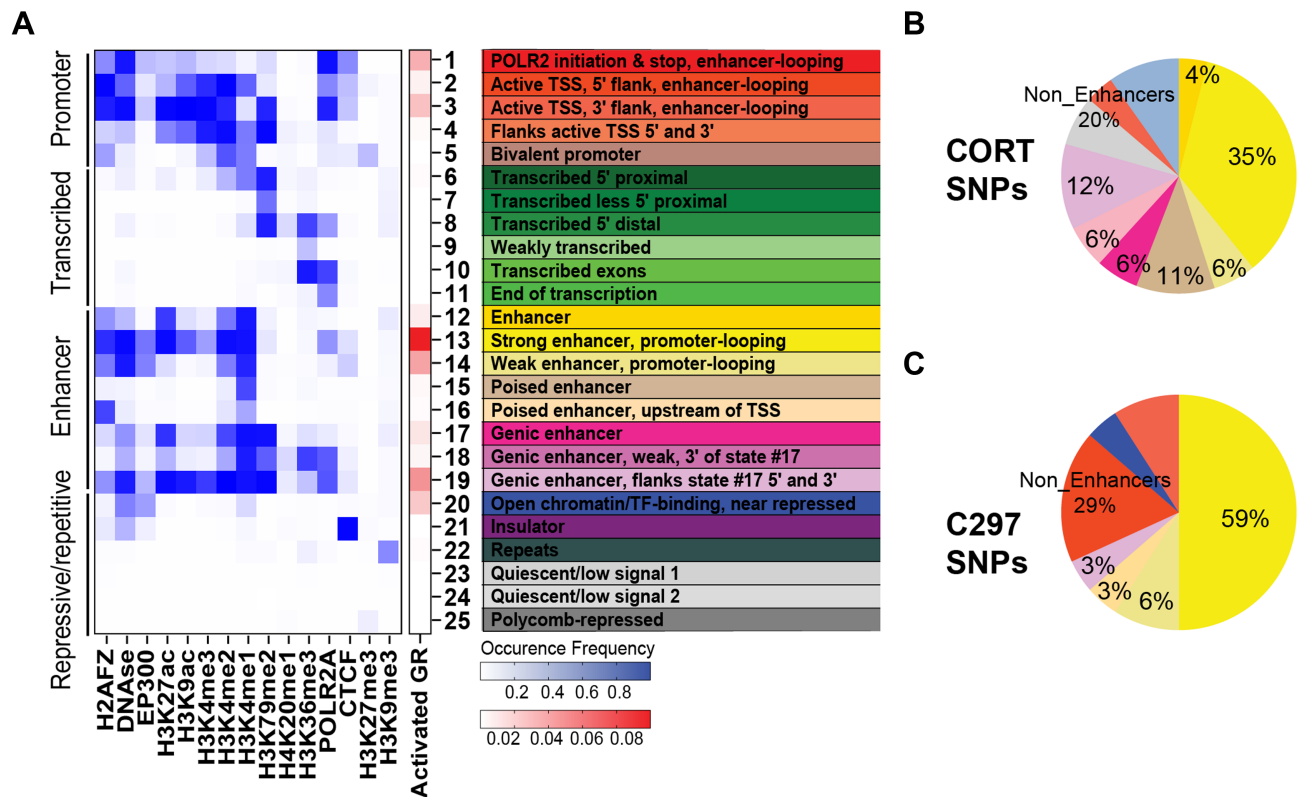 A
Promoter
Transcribed
Enhancer
Repressive/repetitive
1
2
3
4
5
6
7
8
9
10
11
12
13
14
15
16
17
18
19
20
21
22
23
24
25
POLR2 initiation & stop, enhancer-looping
Active TSS, 5' flank, enhancer-looping
Active TSS, 3' flank, enhancer-looping
Flanks active TSS 5' and 3'
Bivalent promoter
Transcribed 5' proximal
Transcribed less 5' proximal
Transcribed 5' distal
Weakly transcribed
Transcribed exons
End of transcription
Enhancer
Strong enhancer, promoter-looping
Weak enhancer, promoter-looping
Poised enhancer
Poised enhancer, upstream of TSS
Genic enhancer
Genic enhancer, weak, 3' of state #17
Genic enhancer, flanks state #17 5' and 3'
Open chromatin/TF-binding, near repressed
Insulator
Repeats
Quiescent/low signal 1
Quiescent/low signal 2
Polycomb-repressed
H2AFZ
DNAse
EP300
H3K27ac
H3K9ac
H3K4me3
H3K4me2
H3K4me1
H3K79me2
H4K20me1
H3K36me3
POLR2A
CTCF
H3K27me3
H3K9me3
Activated GR
Occurence Frequency
0.2 0.4 0.6 0.8
0.02 0.04 0.06 0.08
B
CORT
SNPs
4%
Non_Enhancers
20%
35%
12%
6%
6%
11%
6%
C
C297
SNPs
Non_Enhancers
29%
59%
3%
3%
6%